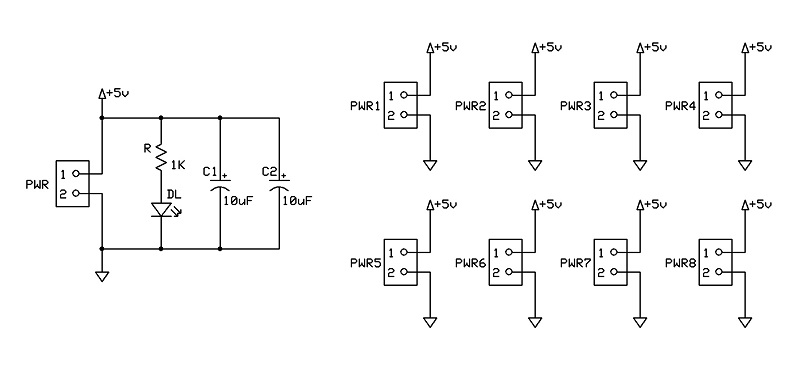 +5v
PWR
1
2
R
1K
DL
C1
+
10uF
C2
+
10uF
+5v
PWR1
1
2
+5v
PWR2
1
2
+5v
PWR3
1
2
+5v
PWR4
1
2
+5v
PWR5
1
2
+5v
PWR6
1
2
+5v
PWR7
1
2
+5v
PWR8
1
2